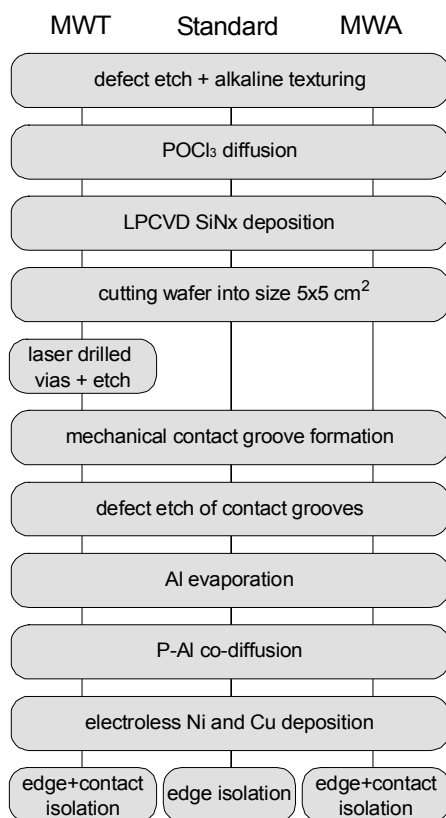 MWT Standard MWA
defect etch + alkaline texturing
POCl₃ diffusion
LPCVD SiNx deposition
cutting wafer into size 5x5 cm²
laser drilled
vias + etch
mechanical contact groove formation
defect etch of contact grooves
Al evaporation
P-Al co-diffusion
electroless Ni and Cu deposition
edge+contact
isolation
edge isolation
edge+contact
isolation